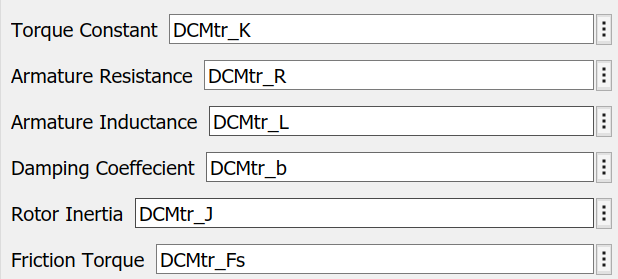 Torque Constant DCMtr_K
Armature Resistance DCMtr_R
Armature Inductance DCMtr_L
Damping Coeffecient DCMtr_b
Rotor Inertia DCMtr_J
Friction Torque DCMtr_Fs